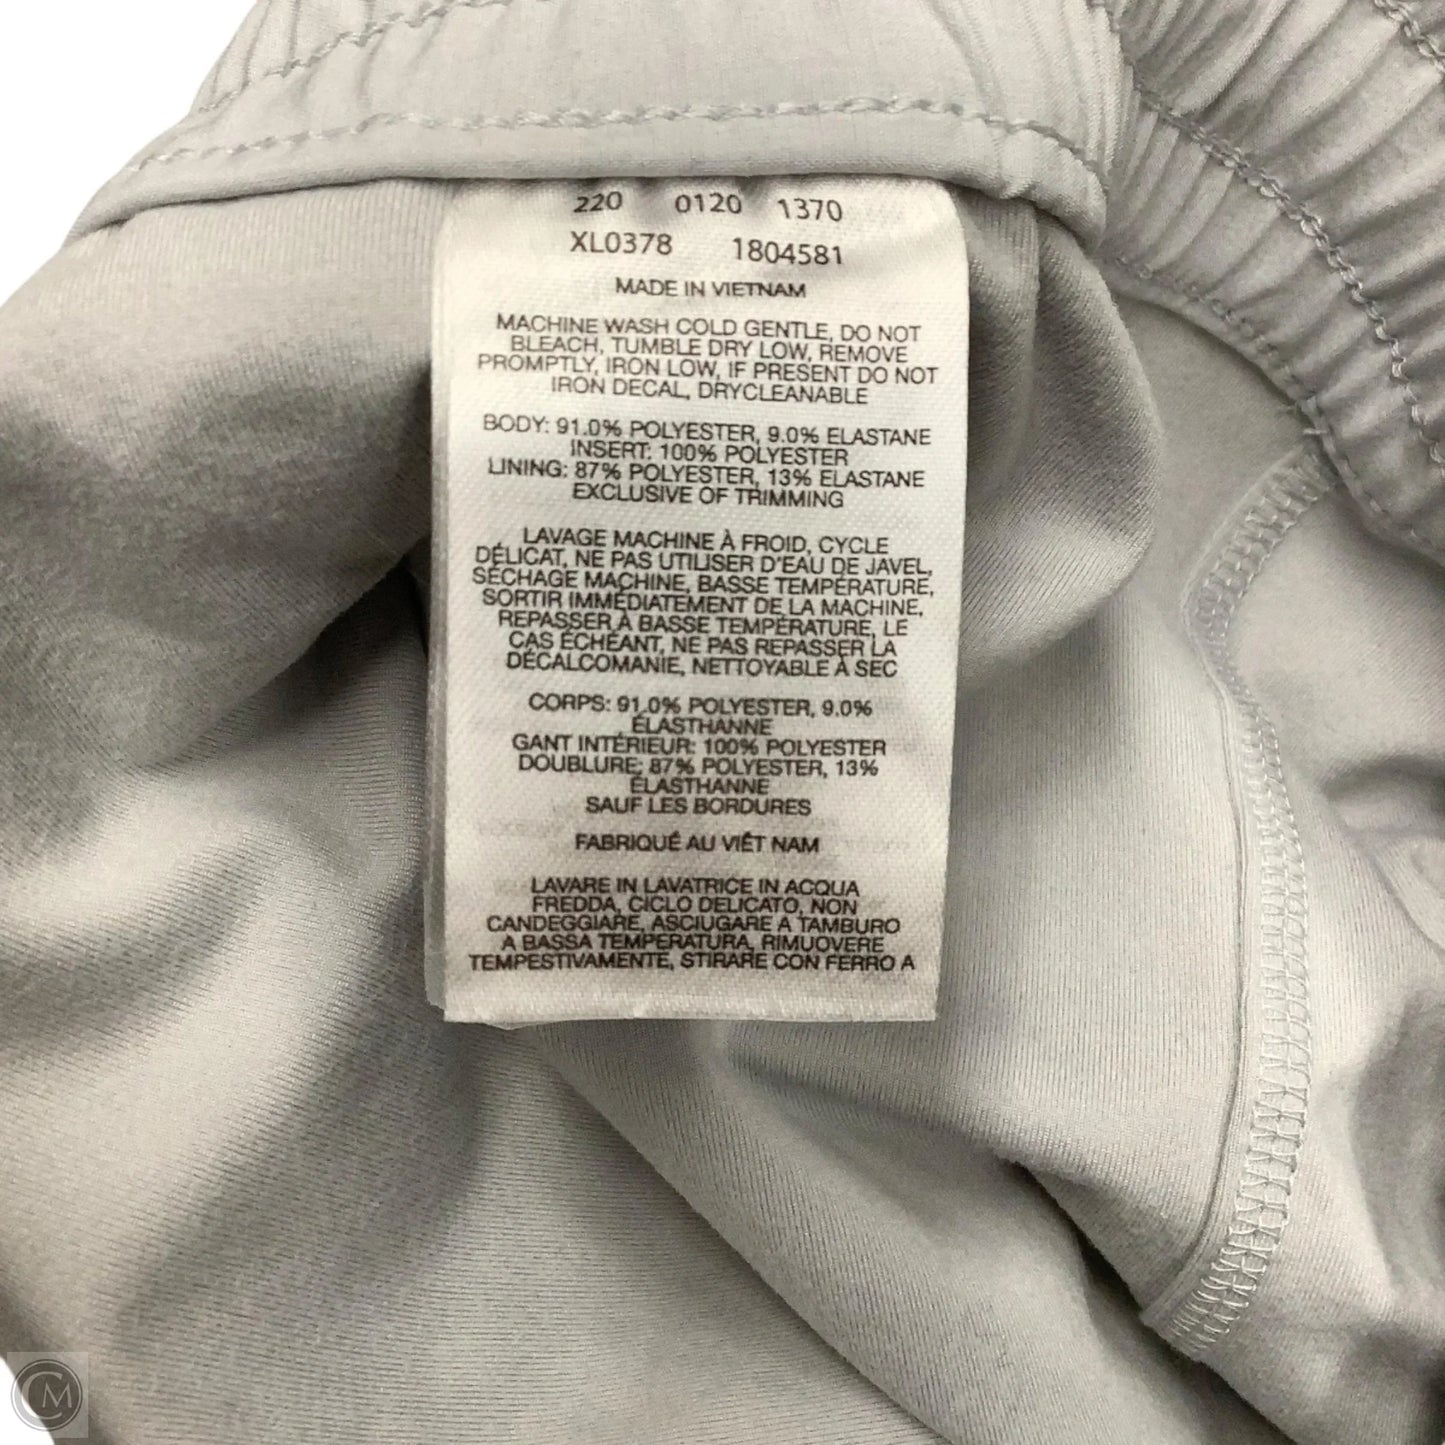 220 0120 1370
XL0378 1804581
MADE IN VIETNAM
MACHINE WASH COLD GENTLE, DO NOT
BLEACH, TUMBLE DRY LOW, REMOVE
PROMPTLY, IRON LOW, IF PRESENT DO NOT
IRON DECAL, DRYCLEANABLE
BODY: 91.0% POLYESTER, 9.0% ELASTANE
INSERT: 100% POLYESTER
LINING: 87% POLYESTER, 13% ELASTANE
EXCLUSIVE OF TRIMMING
LAVAGE MACHINE À FROID, CYCLE
DÉLICAT, NE PAS UTILISER D'EAU DE JAVEL,
SÉCHAGE MACHINE, BASSE TEMPÉRATURE,
SORTIR IMMÉDIATEMENT DE LA MACHINE,
REPASSER À BASSE TEMPÉRATURE, LE
CAS ÉCHÉANT, NE PAS REPASSER LA
DÉCALCOMANIE, NETTOYABLE À SEC
CORPS: 91.0% POLYESTER, 9.0%
ÉLASTHANNE
GANT INTÉRIEUR: 100% POLYESTER
DOUBLURE: 87% POLYESTER, 13%
ÉLASTHANNE
SAUF LES BORDURES
FABRIQUÉ AU VIÊT NAM
LAVARE IN LAVATRICE IN ACQUA
FREDDA, CICLO DELICATO, NON
CANDEGGIARE, ASCIUGARE A TAMBURO
A BASSA TEMPERATURA, RIMUOVERE
TEMPESTIVAMENTE, STIRARE CON FERRO A
CM